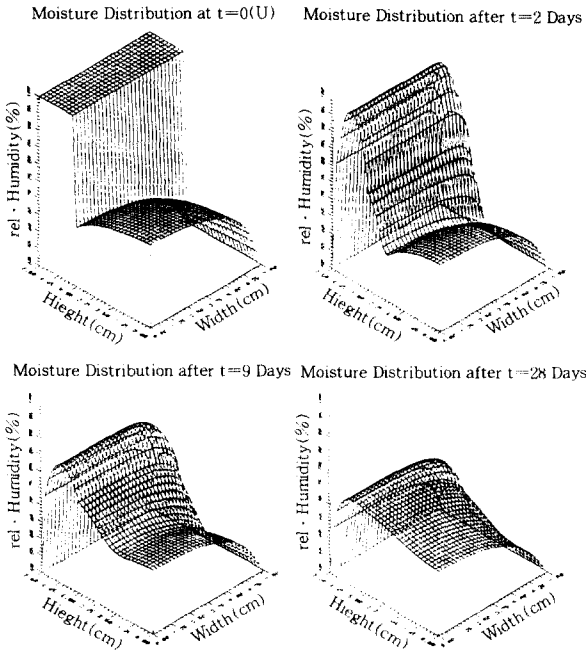 Moisture Distribution at t=0(U)
Moisture Distribution after t=2 Days
rel · Humidity(%)
Hieght(cm)
Width(cm)
rel · Humidity(%)
Hieght(cm)
Width(cm)
Moisture Distribution after t=9 Days
Moisture Distribution after t=28 Days
rel · Humidity(%)
Hieght(cm)
Width(cm)
rel · Humidity(%)
Hieght(cm)
Width(cm)